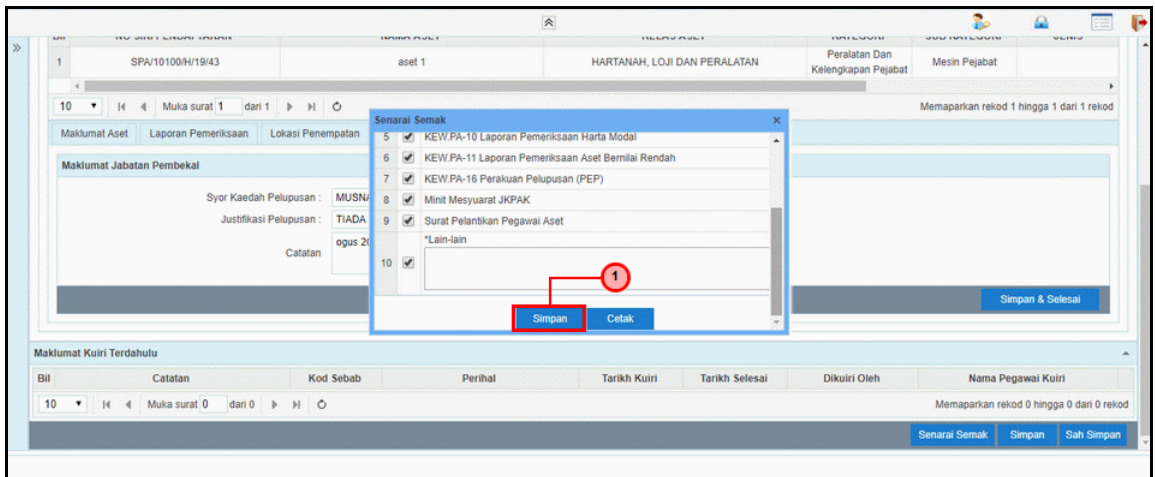 1 SPA/10100/H/19/43 aset 1 HARTANAH, LOJI DAN PERALATAN Peralatan Dan Kelengkapan Pejabat Mesin Pejabat
10 Muka surat 1 dari 1 Memaparkan rekod 1 hingga 1 dari 1 rekod
Maklumat Aset Laporan Pemeriksaan Lokasi Penempatan
Maklumat Jabatan Pembekal
Syor Kaedah Pelupusan :
Justifikasi Pelupusan : TIADA
Catatan
Senarai Semak
5 KEW.PA-10 Laporan Pemeriksaan Harta Modal
6 KEW.PA-11 Laporan Pemeriksaan Aset Bernilai Rendah
7 KEW.PA-16 Perakuan Pelupusan (PEP)
8 Minit Mesyuarat JKPAK
9 Surat Pelantikan Pegawai Aset
10 *Lain-lain
1
Simpan Cetak
Simpan & Selesai
Maklumat Kuiri Terdahulu
Bil Catatan Kod Sebab Perihal Tarikh Kuiri Tarikh Selesai Dikuiri Oleh Nama Pegawai Kuiri
10 Muka surat 0 dari 0 Memaparkan rekod 0 hingga 0 dari 0 rekod
Senarai Semak Simpan Sah Simpan